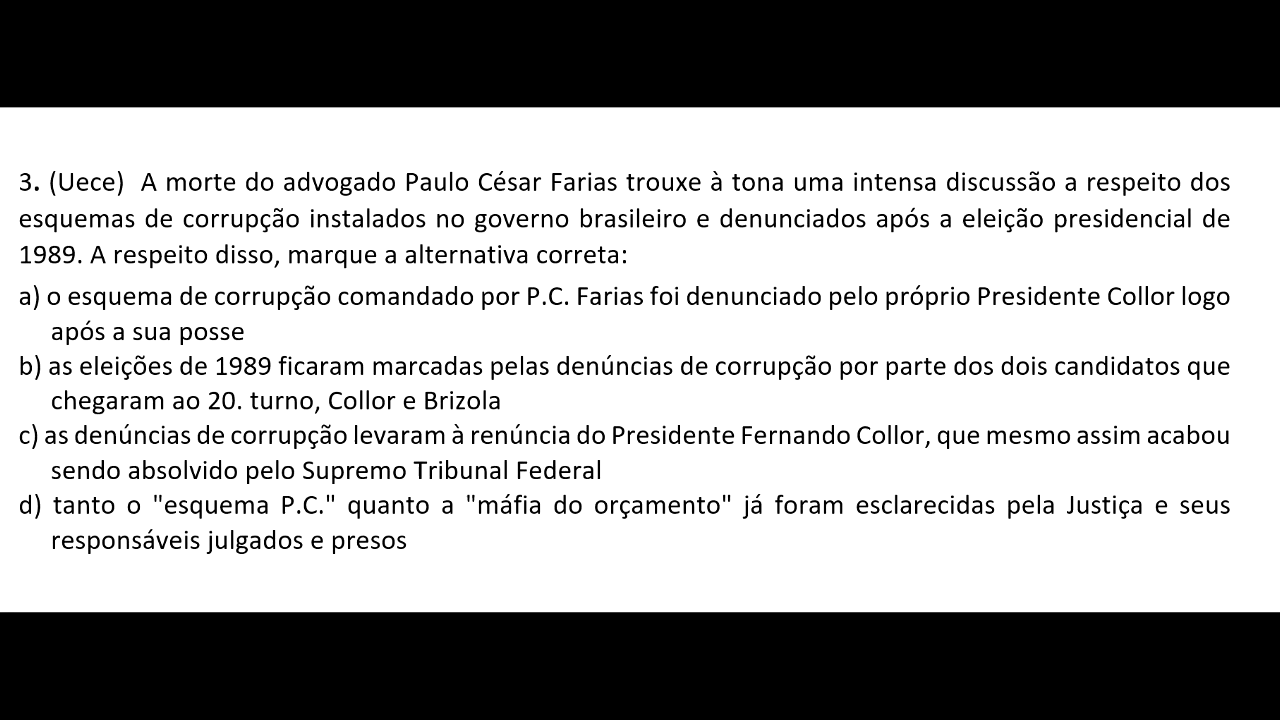 3. (Uece)  A morte do advogado Paulo César Farias trouxe à tona uma intensa discussão a respeito dos
esquemas de corrupção instalados no governo brasileiro e denunciados após a eleição presidencial de
1989. A respeito disso, marque a alternativa correta:
a) o esquema de corrupção comandado por P.C. Farias foi denunciado pelo próprio Presidente Collor logo
após a sua posse
b) as eleições de 1989 ficaram marcadas pelas denúncias de corrupção por parte dos dois candidatos que
chegaram ao 20. turno, Collor e Brizola
c) as denúncias de corrupção levaram à renúncia do Presidente Fernando Collor, que mesmo assim acabou
sendo absolvido pelo Supremo Tribunal Federal
d) tanto o "esquema P.C." quanto a "máfia do orçamento" já foram esclarecidas pela Justiça e seus
responsáveis julgados e presos